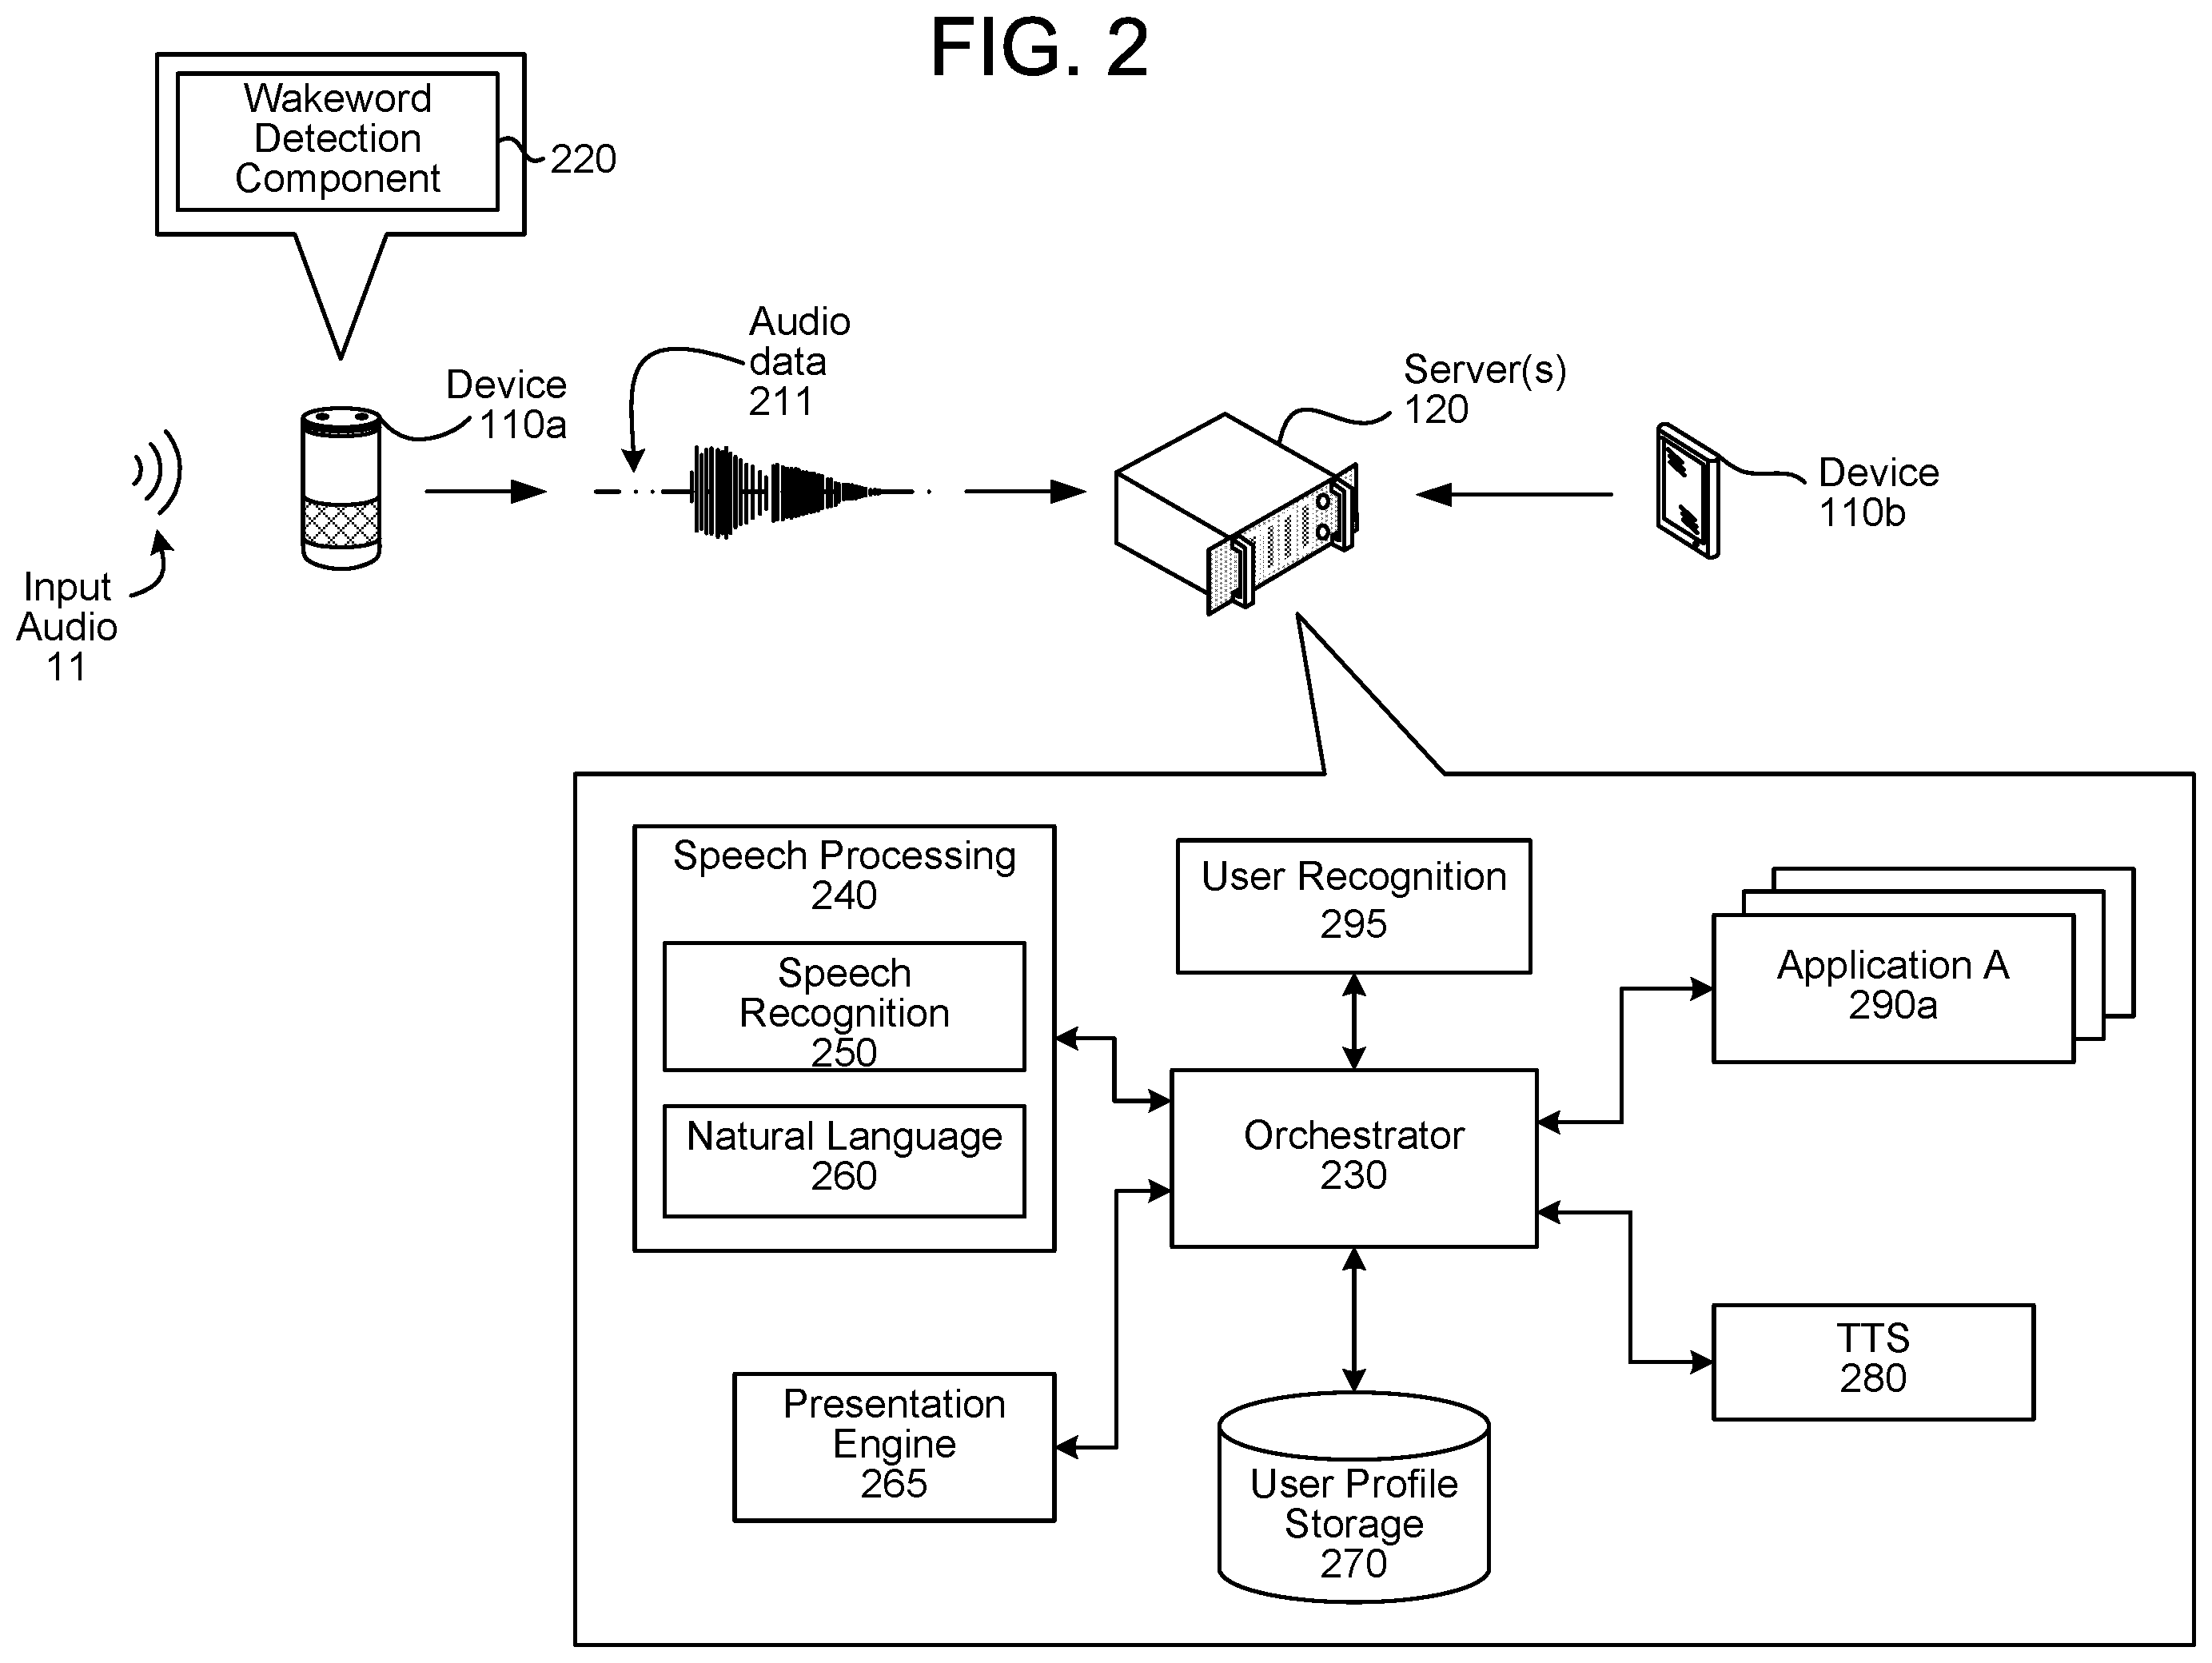 FIG. 2
Wakeword
Detection
Component
220
Device
110a
Audio
data
211
Server(s)
120
Device
110b
Input
Audio
11
Speech Processing
240
Speech
Recognition
250
Natural Language
260
User Recognition
295
Application A
290a
Orchestrator
230
Presentation
Engine
265
User Profile
Storage
270
TTS
280